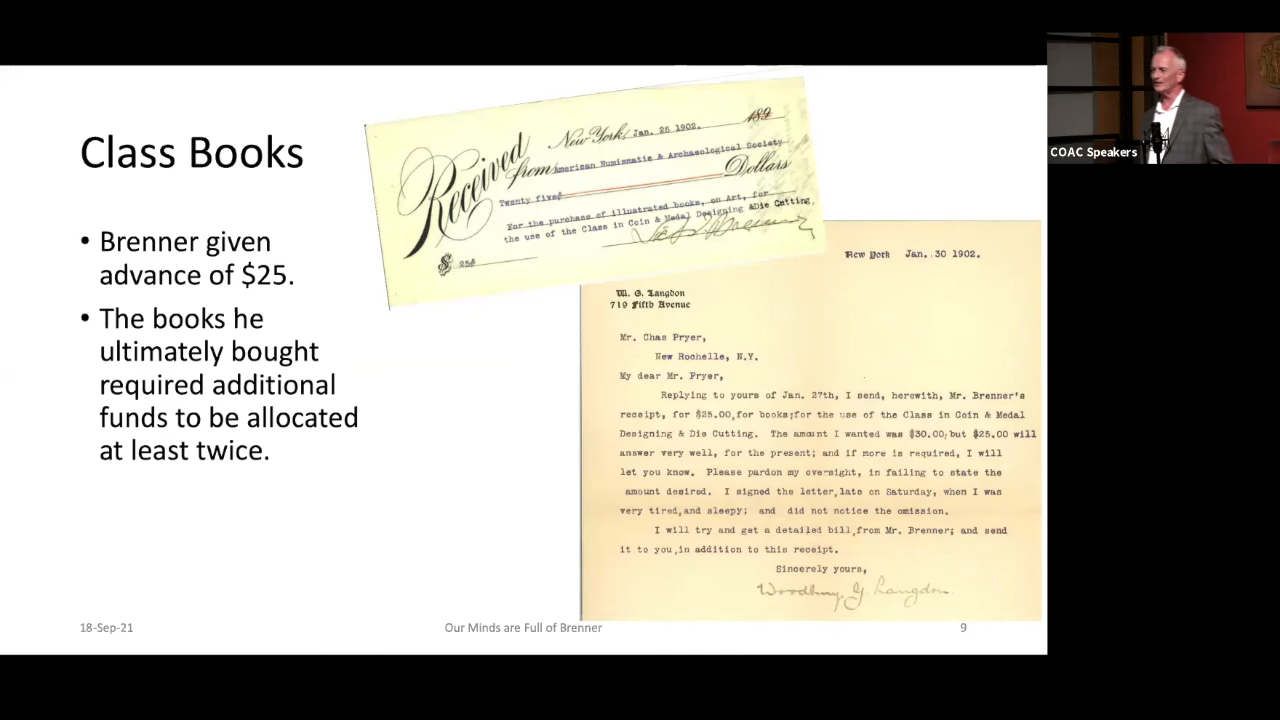 Class Books
• Brenner given
advance of $25.
• The books he
ultimately bought
required additional
funds to be allocated
at least twice.
Received
New York, Jan. 25 1902. 189
from American Numismatic & Archaeological Society
Twenty five Dollars
For the purchase of illustrated books, on Art, for
the use of the Class in Coin & Medal Designing & Die Cutting.
$ 25
New York Jan. 30 1902.
W. G. Langdon
719 Fifth Avenue
Mr. Chas Pryer,
New Rochelle, N.Y.
My dear Mr. Pryer,
Replying to yours of Jan. 27th, I send, herewith, Mr. Brenner's
receipt, for $25.00,for books;for the use of the Class in Coin & Medal
Designing & Die Cutting. The amount I wanted was $30.00;but $25.00 will
answer very well, for the present; and if more is required, I will
let you know. Please pardon my oversight, in failing to state the
amount desired. I signed the letter,late on Saturday, when I was
very tired,and sleepy; and did not notice the omission.
I will try and get a detailed bill,from Mr. Brenner; and send
it to you,in addition to this receipt.
Sincerely yours,
Woodbury G Langdon.
18-Sep-21
Our Minds are Full of Brenner
9
COAC Speakers